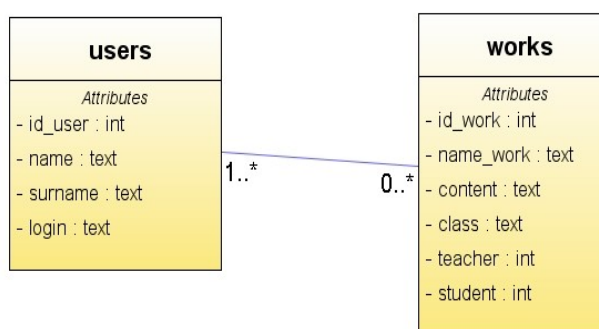 users
Attributes
- id_user : int
- name : text
- surname : text
- login : text
1..*
0..*
works
Attributes
- id_work : int
- name_work : text
- content : text
- class : text
- teacher : int
- student : int